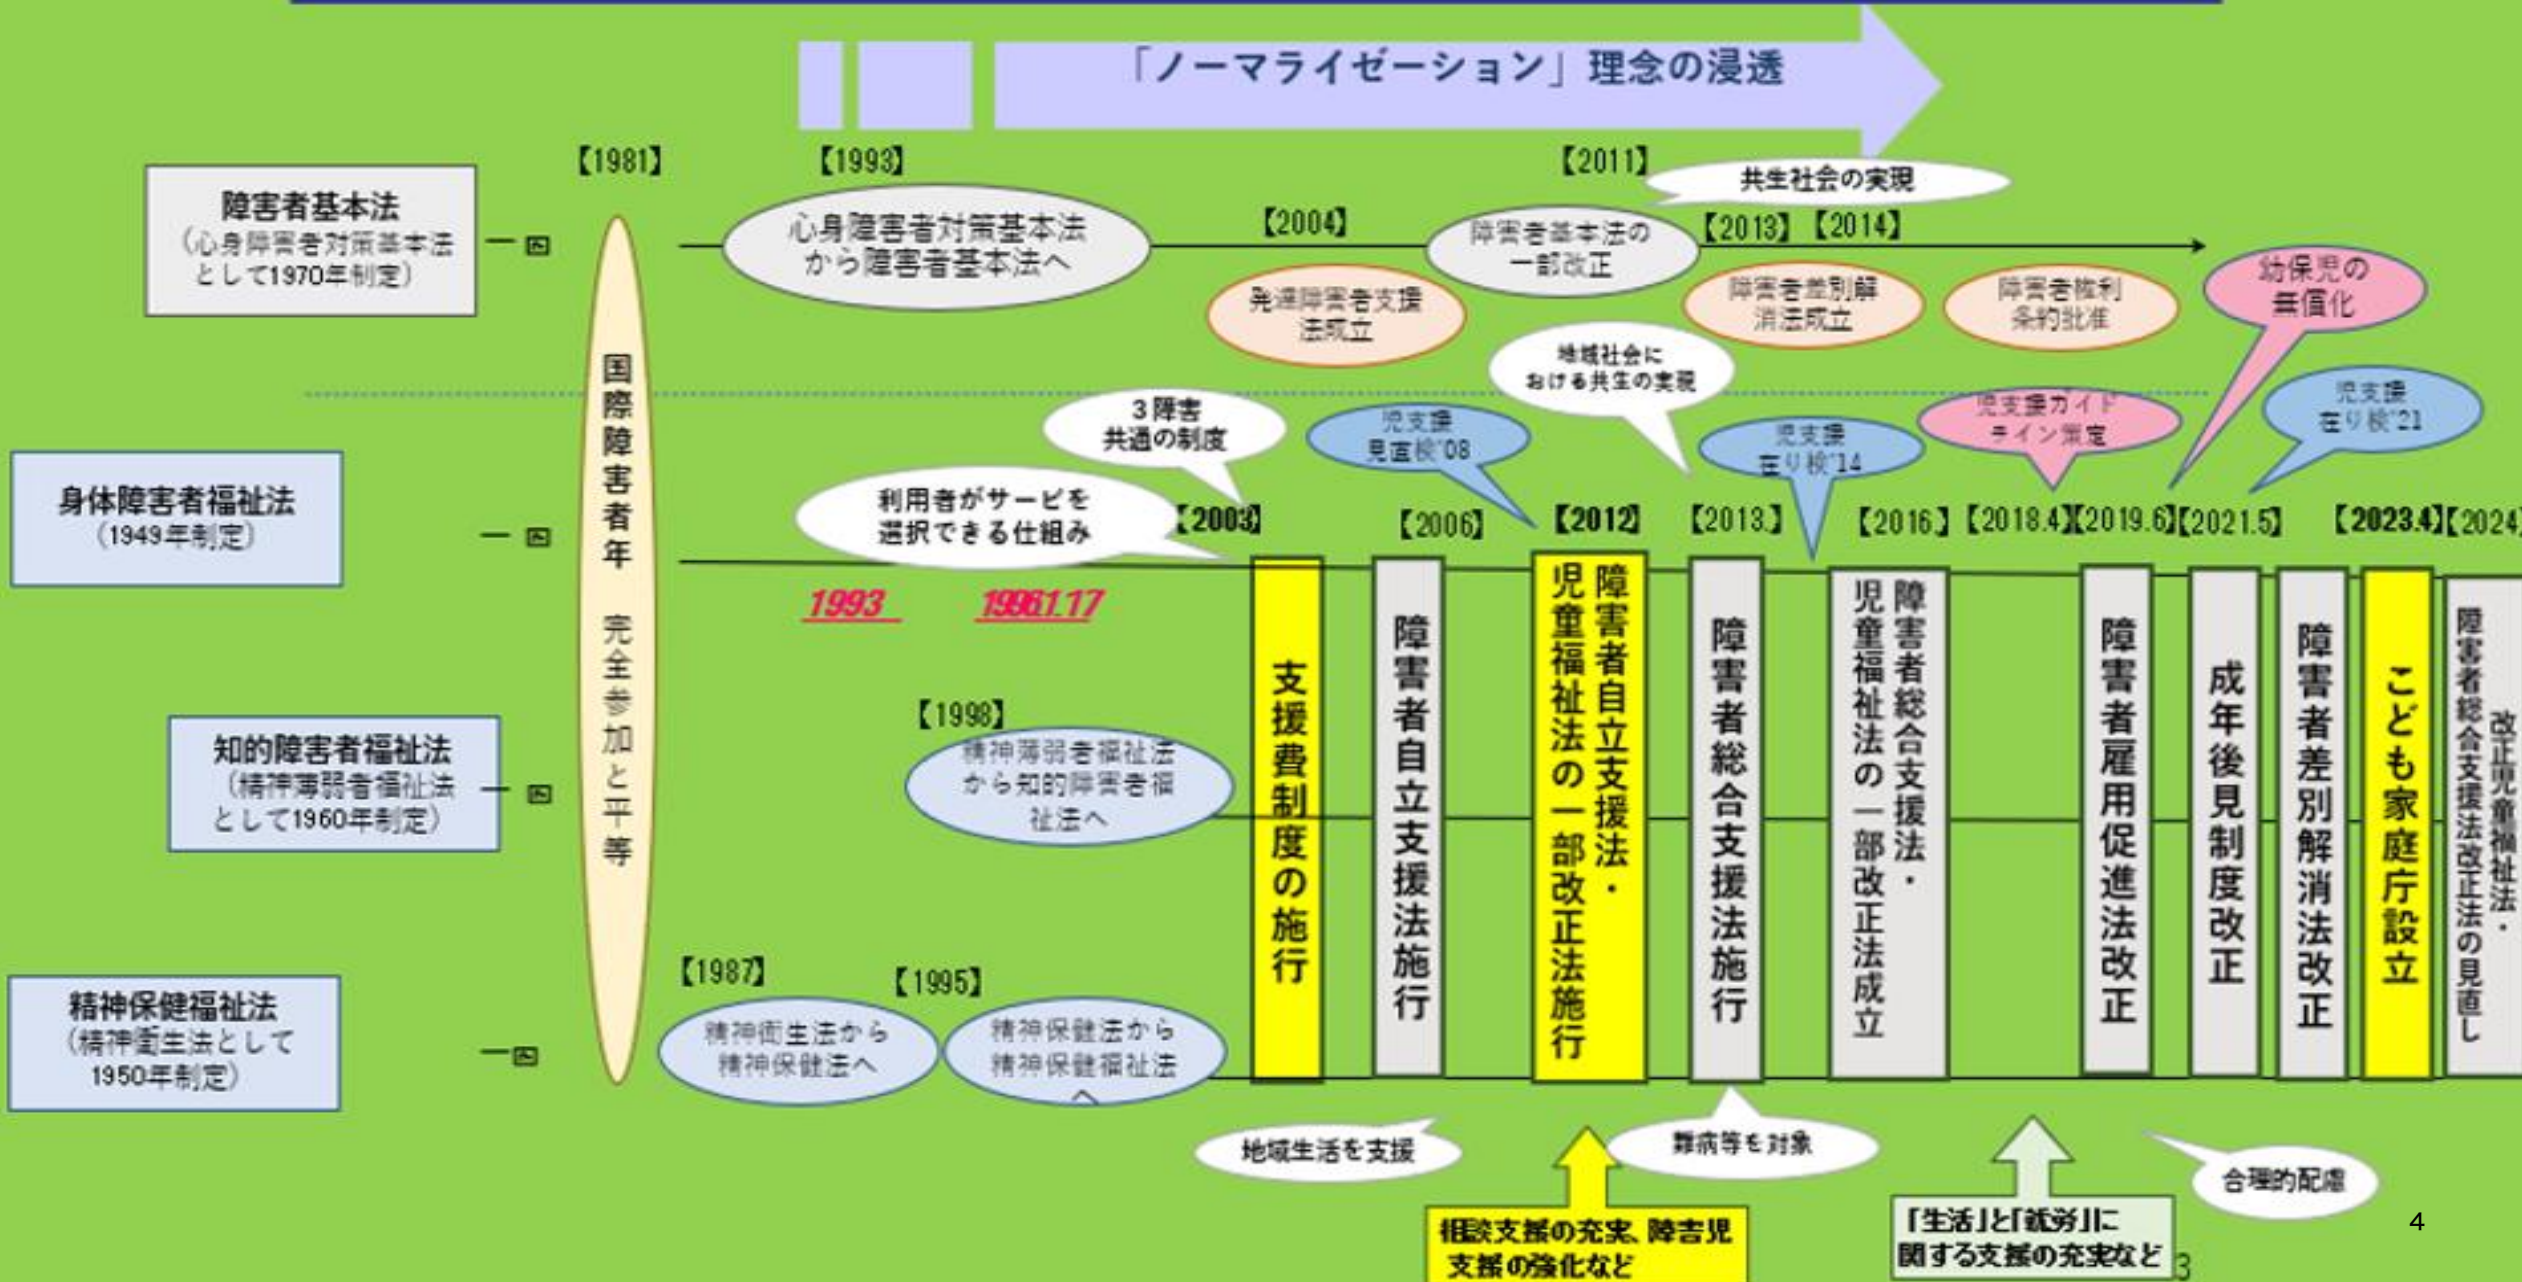 「ノーマライゼーション」理念の浸透
【1981】
【1993】
【2011】
共生社会の実現
障害者基本法
（心身障害者対策基本法
として1970年制定）
心身障害者対策基本法
から障害者基本法へ
【2004】
障害者基本法の
一部改正
【2013】
【2014】
発達障害者支援
法成立
障害者差別解
消法成立
障害者権利
条約批准
幼保児の
無償化
国際障害者年　完全参加と平等
地域社会に
おける共生の実現
3障害
共通の制度
児支援
見直検'08
児支援
在り検'14
児支援ガイド
ライン策定
児支援
在り検'21
身体障害者福祉法
（1949年制定）
利用者がサービを
選択できる仕組み
【2003】
【2006】
【2012】
【2013.】
【2016.】
【2018.4】
【2019.6】
【2021.5】
【2023.4】
【2024】
1993
支援費制度の施行
障害者自立支援法施行
障害者自立支援法・
児童福祉法の一部改正法施行
障害者総合支援法施行
障害者総合支援法・
児童福祉法の一部改正法成立
障害者雇用促進法改正
成年後見制度改正
障害者差別解消法改正
こども家庭庁設立
改正児童福祉法・
障害者総合支援法改正法の見直し
知的障害者福祉法
（精神薄弱者福祉法
として1960年制定）
【1998】
精神薄弱者福祉法
から知的障害者福
祉法へ
精神保健福祉法
（精神衛生法として
1950年制定）
【1987】
精神衛生法から
精神保健法へ
【1995】
精神保健法から
精神保健福祉法
へ
地域生活を支援
難病等を対象
合理的配慮
相談支援の充実、障害児
支援の強化など
「生活」と「就労」に
関する支援の充実など
3
4